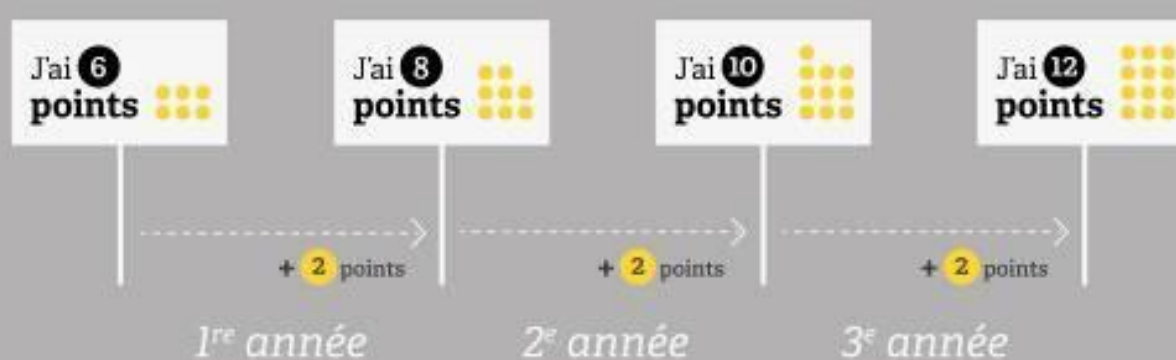 J'ai 6
points
J'ai 8
points
J'ai 10
points
J'ai 12
points
+ 2 points
+ 2 points
+ 2 points
1re année
2e année
3e année